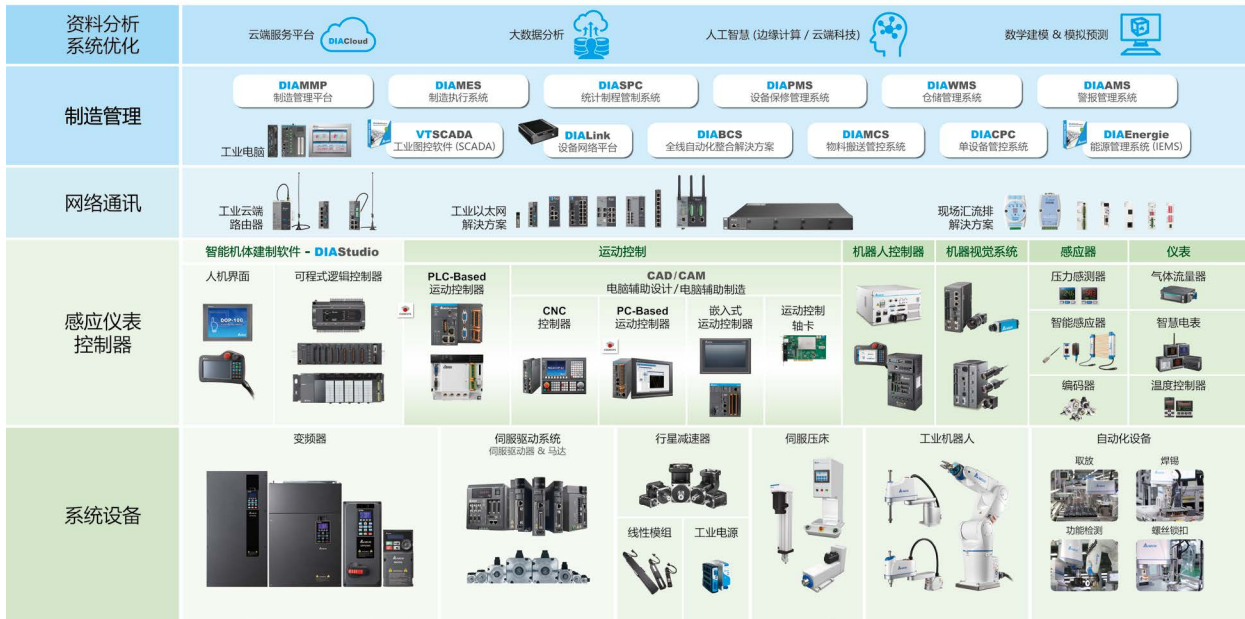 资料分析
系统优化
云端服务平台
DIACloud
大数据分析
人工智慧 (边缘计算 / 云端科技)
数学建模 & 模拟预测
制造管理
DIAMMP
制造管理平台
DIAMES
制造执行系统
DIASPC
统计制程管制系统
DIAPMS
设备保修管理系统
DIAWMS
仓储管理系统
DIAAMS
警报管理系统
工业电脑
VTSCADA
工业图控软件 (SCADA)
DIALink
设备网络平台
DIABCS
全线自动化整合解决方案
DIAMCS
物料搬送管控系统
DIACPC
单设备管控系统
DIAEnergie
能源管理系统 (IEMS)
网络通讯
工业云端
路由器
工业以太网
解决方案
现场汇流排
解决方案
感应仪表
控制器
智能机体建制软件 - DIAStudio
人机界面
可程式逻辑控制器
运动控制
PLC-Based
运动控制器
CAD/CAM
电脑辅助设计/电脑辅助制造
CNC
控制器
PC-Based
运动控制器
嵌入式
运动控制器
运动控制
轴卡
机器人控制器
机器视觉系统
感应器
压力感测器
智能感应器
编码器
仪表
气体流量器
智慧电表
温度控制器
DOP-100
系统设备
变频器
伺服驱动系统
伺服驱动器 & 马达
行星减速器
线性模组
工业电源
伺服压床
工业机器人
自动化设备
取放
焊锡
功能检测
螺丝锁扣